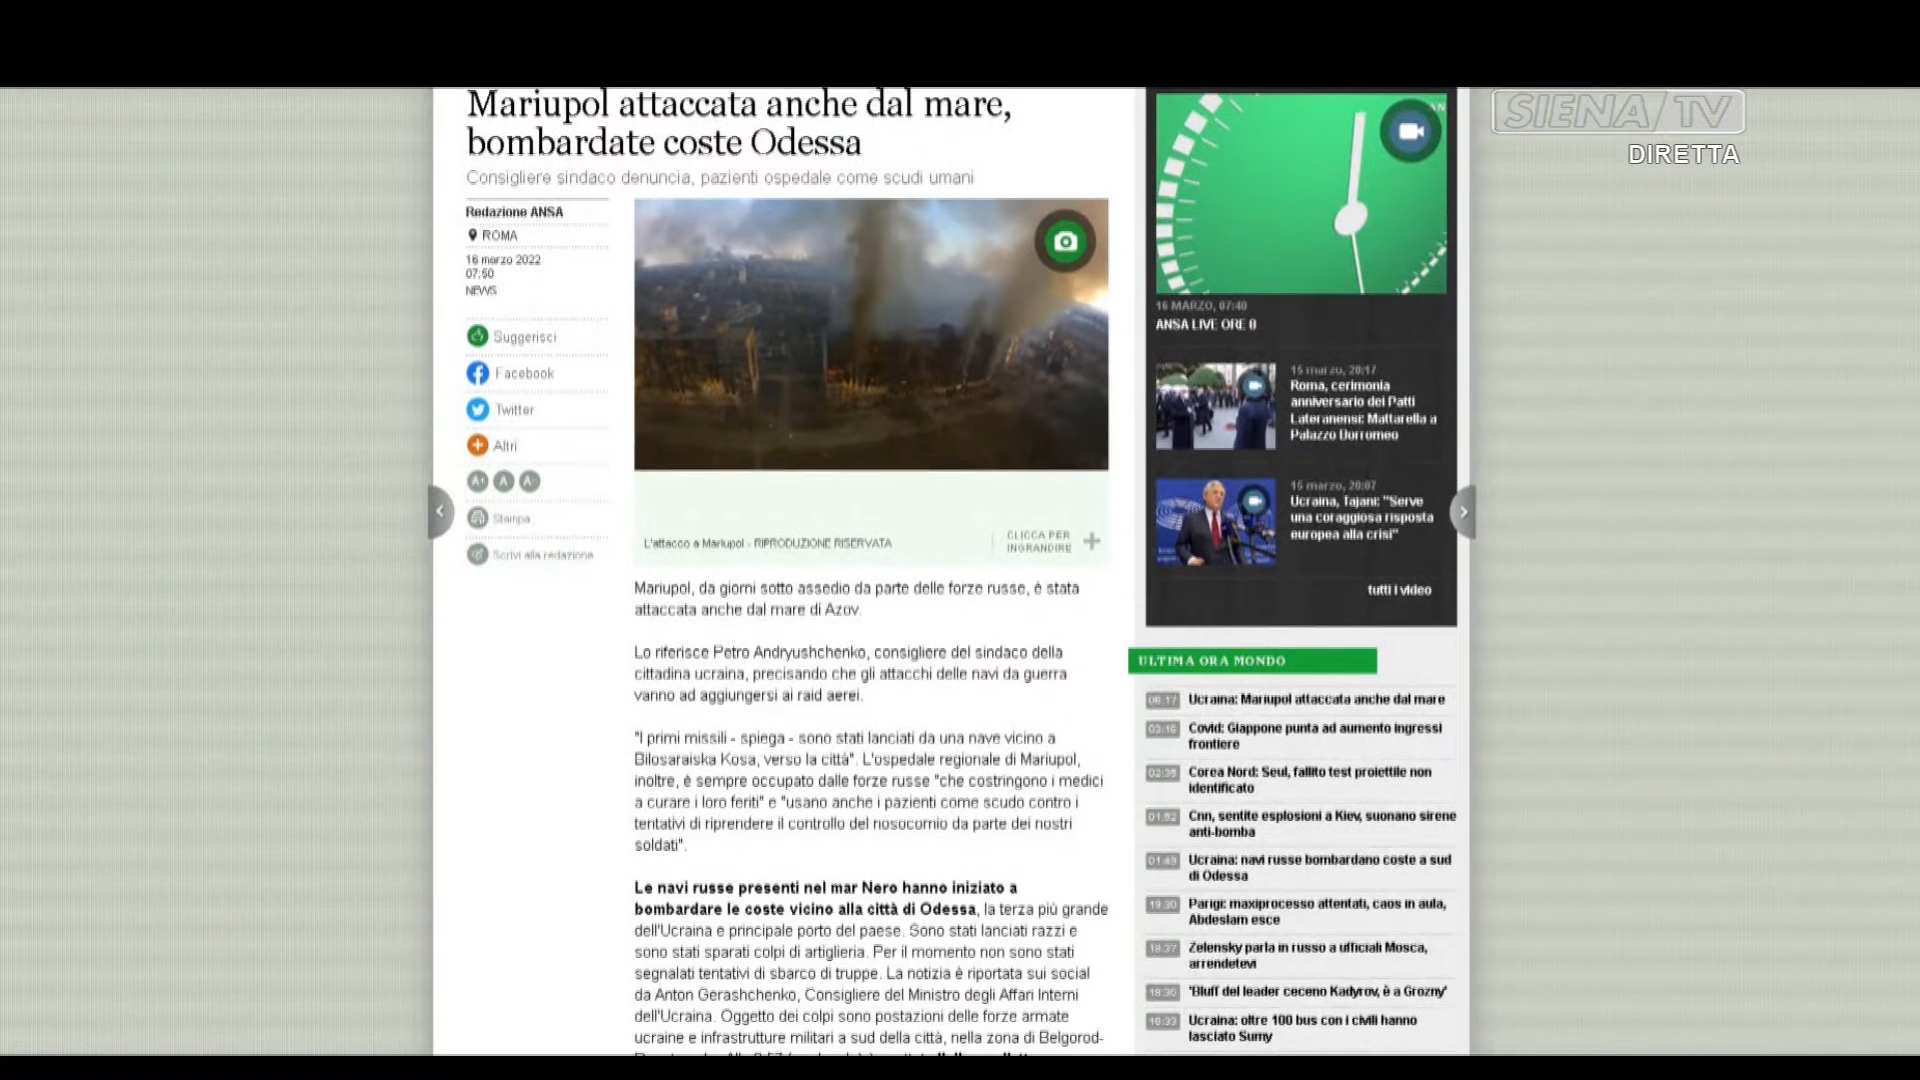 SIENA TV
DIRETTA
Mariupol attaccata anche dal mare,
bombardate coste Odessa
Consigliere sindaco denuncia, pazienti ospedale come scudi umani
Redazione ANSA
ROMA
16 marzo 2022
07:50
NEWS
Suggerisci
Facebook
Twitter
Altri
A+ A A-
Stampa
Scrivi alla redazione
L'attacco a Mariupol - RIPRODUZIONE RISERVATA
CLICCA PER
INGRANDIRE
Mariupol, da giorni sotto assedio da parte delle forze russe, è stata
attaccata anche dal mare di Azov.
Lo riferisce Petro Andryushchenko, consigliere del sindaco della
cittadina ucraina, precisando che gli attacchi delle navi da guerra
vanno ad aggiungersi ai raid aerei.
"I primi missili - spiega - sono stati lanciati da una nave vicino a
Bilosaraiska Kosa, verso la città". L'ospedale regionale di Mariupol,
inoltre, è sempre occupato dalle forze russe "che costringono i medici
a curare i loro feriti" e "usano anche i pazienti come scudo contro i
tentativi di riprendere il controllo del nosocomio da parte dei nostri
soldati".
Le navi russe presenti nel mar Nero hanno iniziato a
bombardare le coste vicino alla città di Odessa, la terza più grande
dell'Ucraina e principale porto del paese. Sono stati lanciati razzi e
sono stati sparati colpi di artiglieria. Per il momento non sono stati
segnalati tentativi di sbarco di truppe. La notizia è riportata sui social
da Anton Gerashchenko, Consigliere del Ministro degli Affari Interni
dell'Ucraina. Oggetto dei colpi sono postazioni delle forze armate
ucraine e infrastrutture militari a sud della città, nella zona di Belgorod-
16 MARZO, 07:40
ANSA LIVE ORE 8
15 marzo, 20:17
Roma, cerimonia
anniversario dei Patti
Lateranensi: Mattarella a
Palazzo Borromeo
15 marzo, 20:07
Ucraina, Tajani: "Serve
una coraggiosa risposta
europea alla crisi"
tutti i video
ULTIMA ORA MONDO
06:17 Ucraina: Mariupol attaccata anche dal mare
03:16 Covid: Giappone punta ad aumento ingressi
frontiere
02:35 Corea Nord: Seul, fallito test proiettile non
identificato
01:52 Cnn, sentite esplosioni a Kiev, suonano sirene
anti-bomba
01:49 Ucraina: navi russe bombardano coste a sud
di Odessa
19:30 Parigi: maxiprocesso attentati, caos in aula,
Abdeslam esce
18:37 Zelensky parla in russo a ufficiali Mosca,
arrendetevi
18:36 'Bluff del leader ceceno Kadyrov, è a Grozny'
18:33 Ucraina: oltre 100 bus con i civili hanno
lasciato Sumy